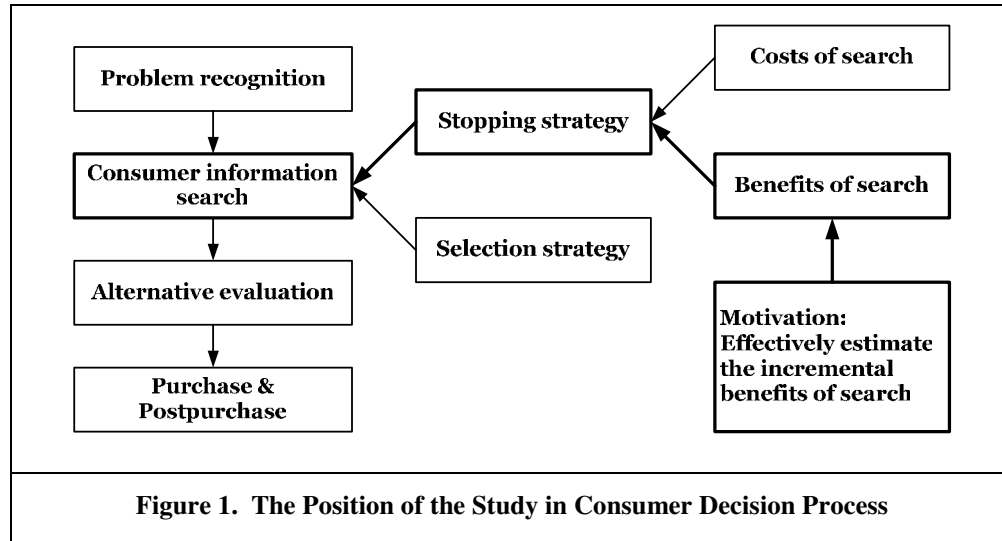 Problem recognition
Consumer information
search
Alternative evaluation
Purchase &
Postpurchase
Stopping strategy
Selection strategy
Costs of search
Benefits of search
Motivation:
Effectively estimate
the incremental
benefits of search
Figure 1. The Position of the Study in Consumer Decision Process